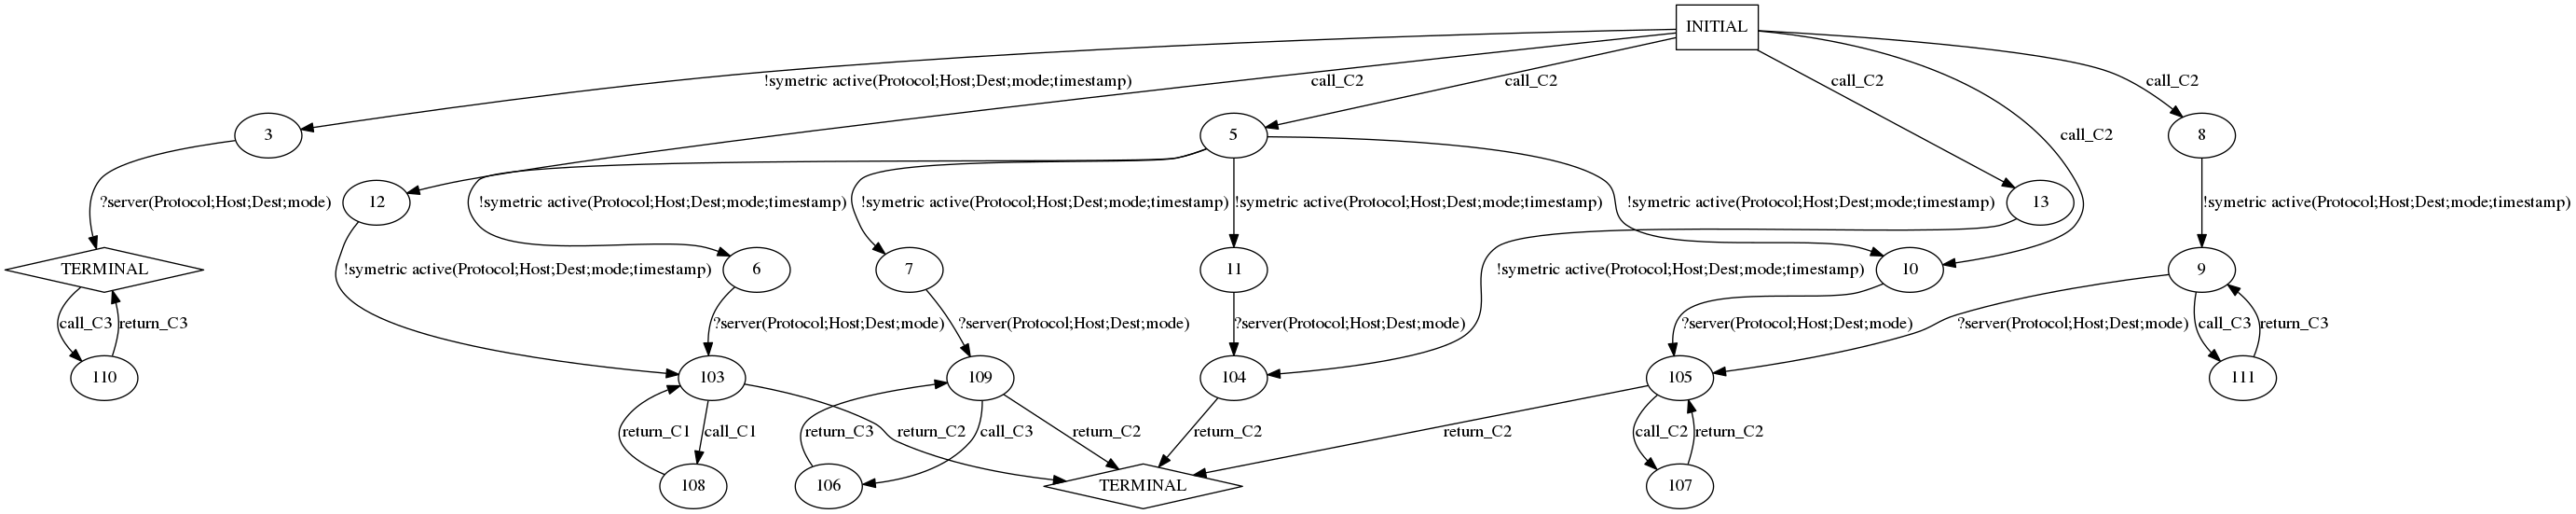 INITIAL
!symetric active(Protocol;Host;Dest;mode;timestamp)
call_C2
call_C2
call_C2
call_C2
3
5
8
call_C2
?server(Protocol;Host;Dest;mode)
12
!symetric active(Protocol;Host;Dest;mode;timestamp)
!symetric active(Protocol;Host;Dest;mode;timestamp)
!symetric active(Protocol;Host;Dest;mode;timestamp)
!symetric active(Protocol;Host;Dest;mode;timestamp)
13
!symetric active(Protocol;Host;Dest;mode;timestamp)
TERMINAL
!symetric active(Protocol;Host;Dest;mode;timestamp)
6
7
11
!symetric active(Protocol;Host;Dest;mode;timestamp)
10
9
call_C3
return_C3
?server(Protocol;Host;Dest;mode)
?server(Protocol;Host;Dest;mode)
?server(Protocol;Host;Dest;mode)
?server(Protocol;Host;Dest;mode)
?server(Protocol;Host;Dest;mode)
call_C3
return_C3
110
103
109
104
105
111
return_C1
call_C1
return_C3
return_C2
call_C3
return_C2
return_C2
return_C2
call_C2
return_C2
108
106
TERMINAL
107